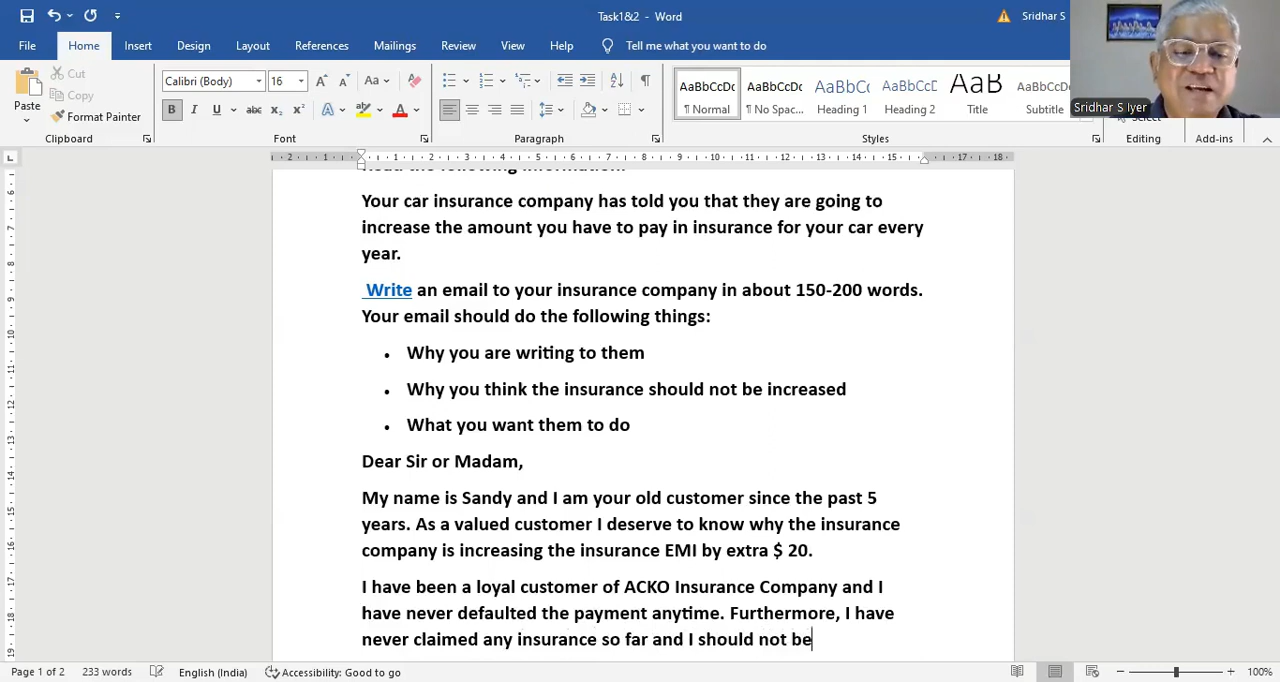 Task1&2 - Word
Sridhar S
File Home Insert Design Layout References Mailings Review View Help Tell me what you want to do
Paste
Cut
Copy
Format Painter
Clipboard
Calibri (Body) 16
Font
Paragraph
AaBbCcDc
¶ Normal
AaBbCcDc
¶ No Spac...
AaBbCc
Heading 1
AaBbCcD
Heading 2
AaB
Title
AaBbCcD
Subtitle
Styles
Select
Editing
Add-ins
Sridhar S Iyer
Read the following information.
Your car insurance company has told you that they are going to
increase the amount you have to pay in insurance for your car every
year.
Write an email to your insurance company in about 150-200 words.
Your email should do the following things:
• Why you are writing to them
• Why you think the insurance should not be increased
• What you want them to do
Dear Sir or Madam,
My name is Sandy and I am your old customer since the past 5
years. As a valued customer I deserve to know why the insurance
company is increasing the insurance EMI by extra $ 20.
I have been a loyal customer of ACKO Insurance Company and I
have never defaulted the payment anytime. Furthermore, I have
never claimed any insurance so far and I should not be
Page 1 of 2 233 words English (India) Accessibility: Good to go 100%